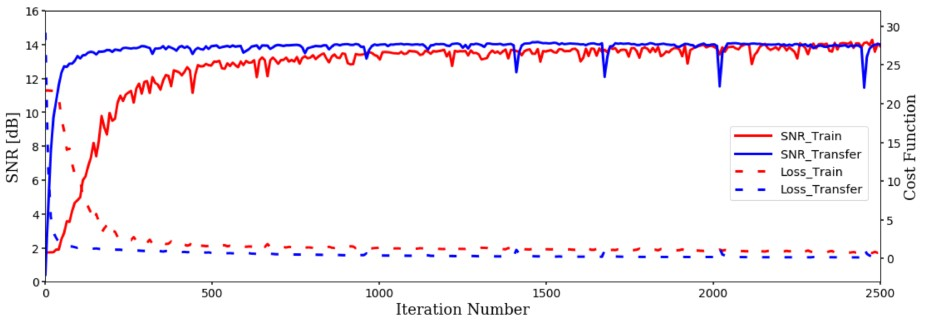 16
14
12
10
8
6
4
2
0
SNR [dB]
30
25
20
15
10
5
0
Cost Function
SNR_Train
SNR_Transfer
Loss_Train
Loss_Transfer
0 500 1000 1500 2000 2500
Iteration Number